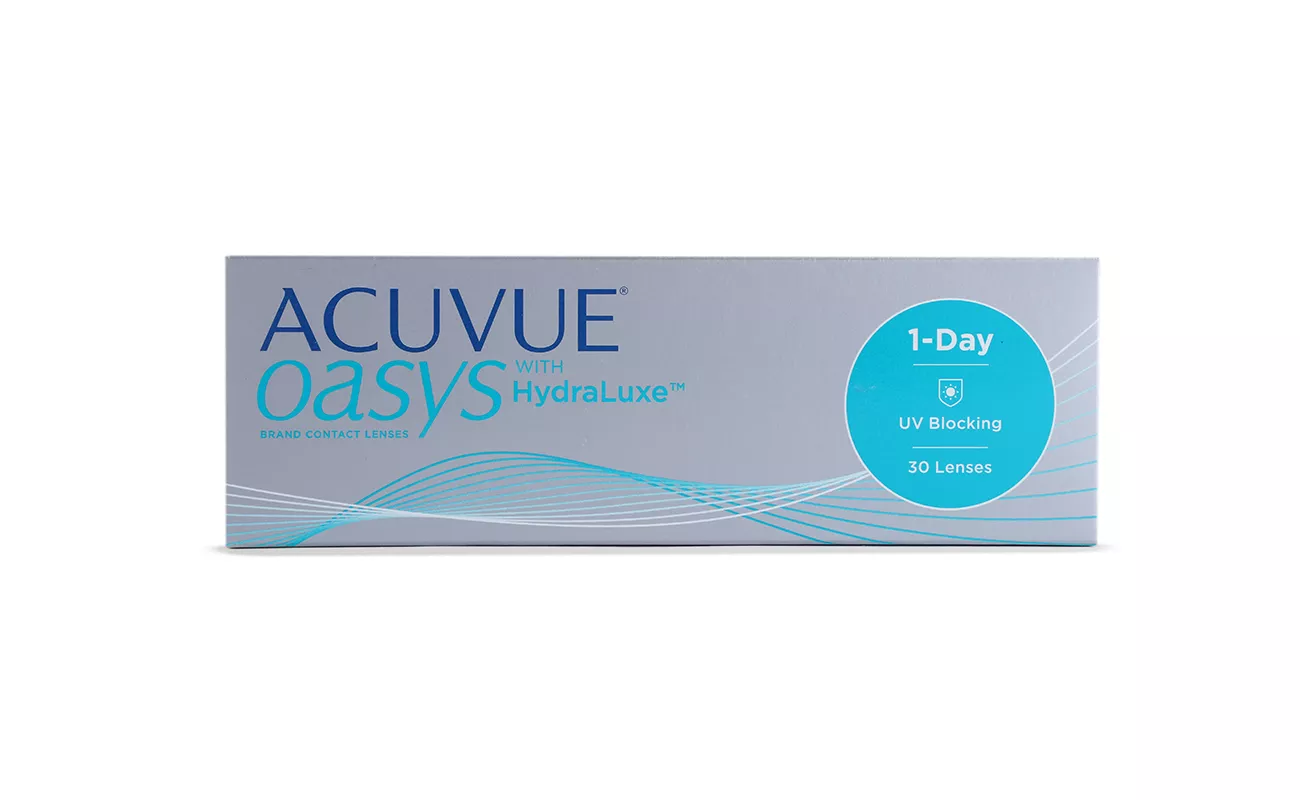 ACUVUE®
oasys WITH
HydraLuxe™
BRAND CONTACT LENSES
1-Day
UV Blocking
30 Lenses